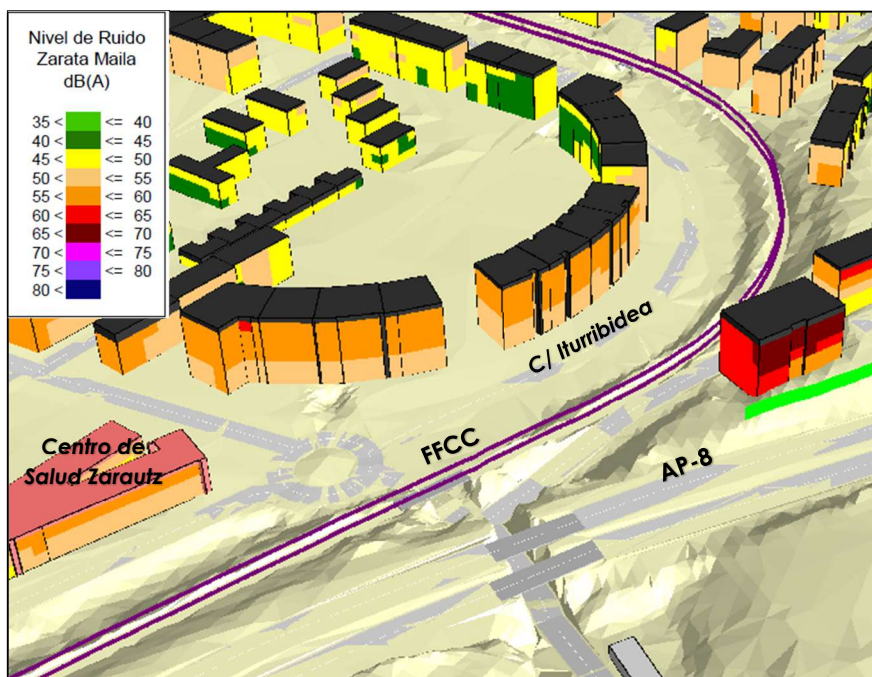 Nivel de Ruido
Zarata Maila
dB(A)
35 < <= 40
40 < <= 45
45 < <= 50
50 < <= 55
55 < <= 60
60 < <= 65
65 < <= 70
70 < <= 75
75 < <= 80
80 <
C/ Iturribidea
FFCC
AP-8
Centro de
Salud Zarautz